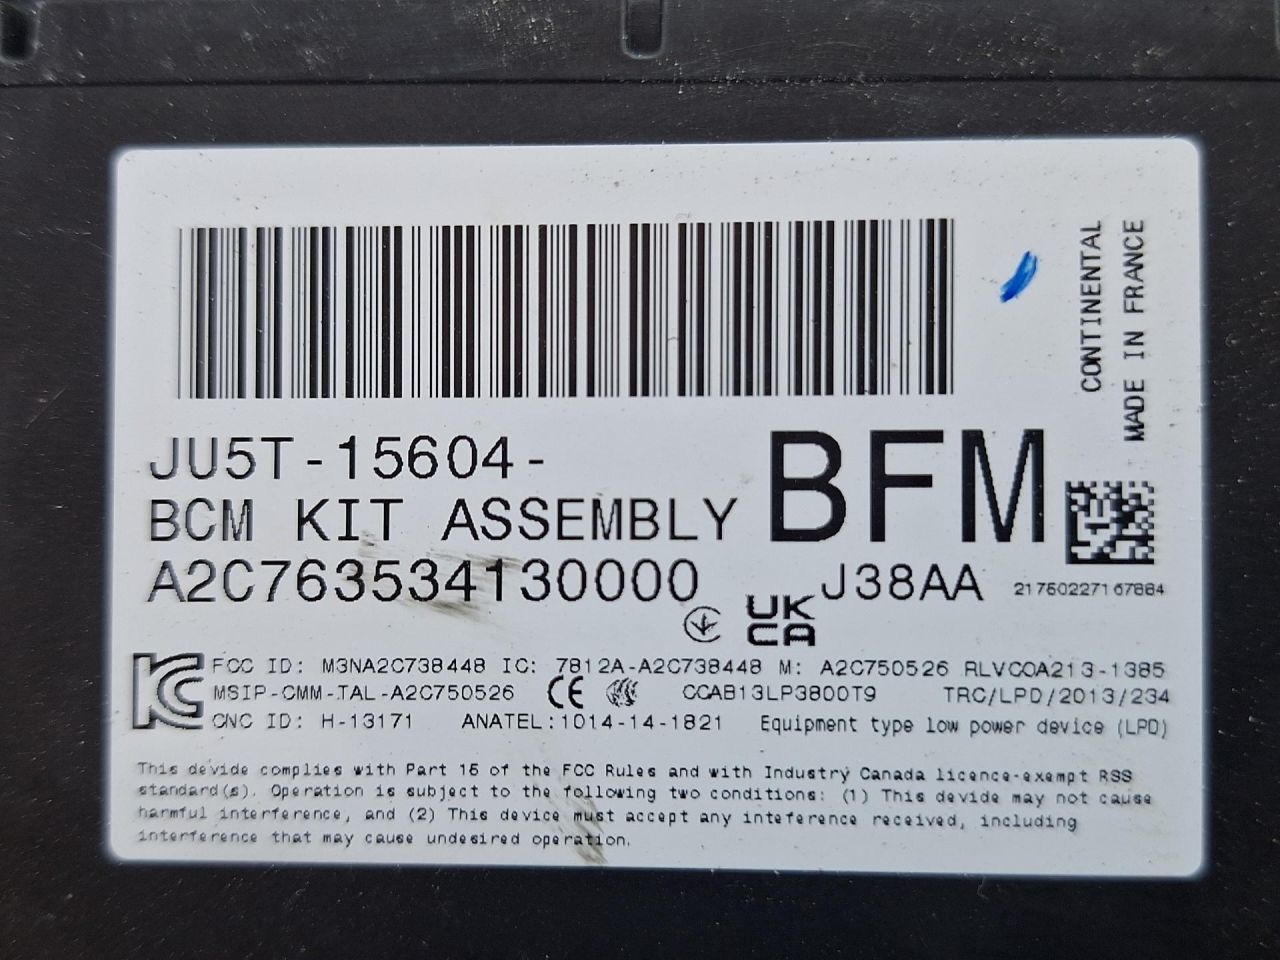 CONTINENTAL
MADE IN FRANCE
JU5T-15604-
BFM
BCM KIT ASSEMBLY
A2C763534130000
J38AA
21750227167884
UK
CA
KC
FCC ID: M3NA2C738448 IC: 7812A-A2C738448 M: A2C750526 RLVCOA213-1385
MSIP-CMM-TAL-A2C750526 CE CCAB13LP3800T9 TRC/LPD/2013/234
CNC ID: H-13171 ANATEL:1014-14-1821 Equipment type low power device (LPD)
This devide complies with Part 15 of the FCC Rules and with Industry Canada licence-exempt RSS
standard(s). Operation is subject to the following two conditions: (1) This devide may not cause
harmful interference, and (2) This device must accept any inteference received, including
interference that may cause undesired operation.